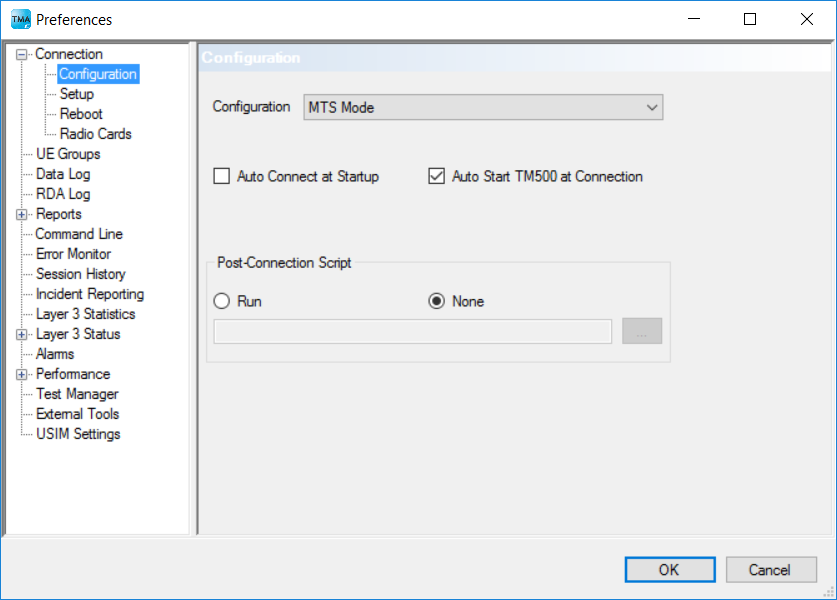 TMA Preferences
Connection
Configuration
Setup
Reboot
Radio Cards
UE Groups
Data Log
RDA Log
Reports
Command Line
Error Monitor
Session History
Incident Reporting
Layer 3 Statistics
Layer 3 Status
Alarms
Performance
Test Manager
External Tools
USIM Settings
Configuration
Configuration MTS Mode
Auto Connect at Startup Auto Start TM500 at Connection
Post-Connection Script
Run None
...
OK Cancel